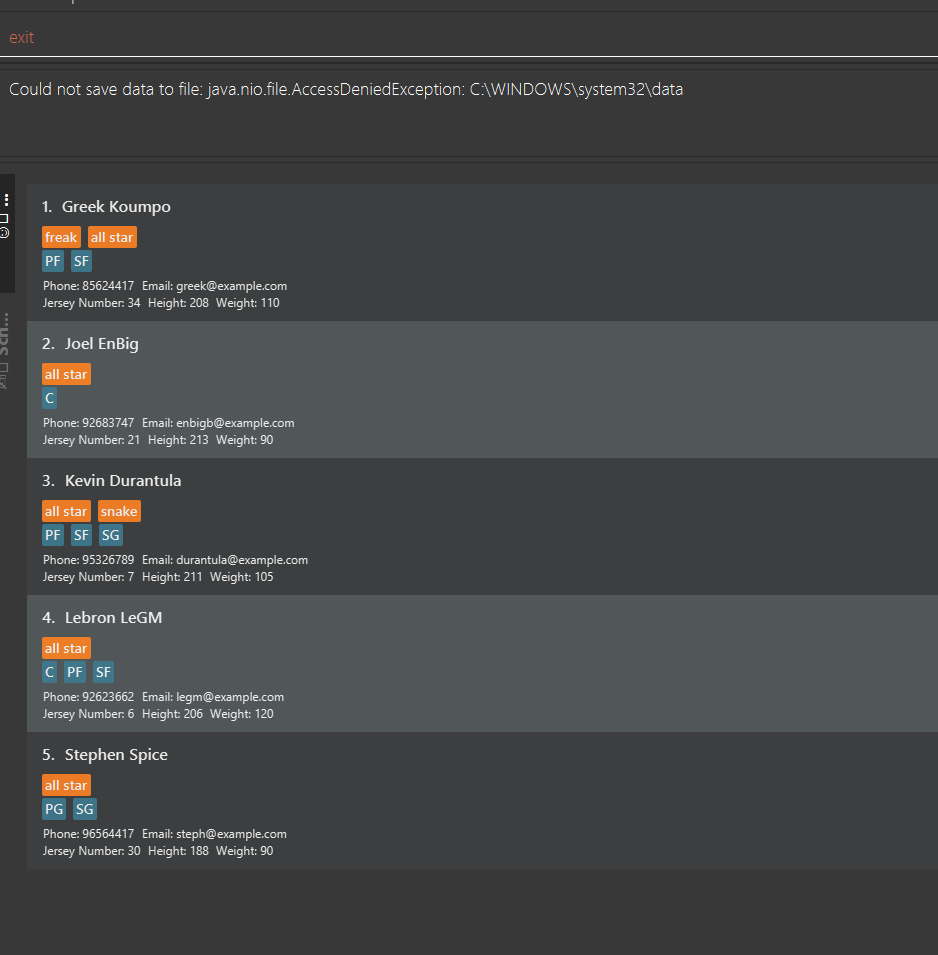 exit
Could not save data to file: java.nio.file.AccessDeniedException: C:\WINDOWS\system32\data
1. Greek Koumpo
freak all star
PF SF
Phone: 85624417 Email: greek@example.com
Jersey Number: 34 Height: 208 Weight: 110
2. Joel EnBig
all star
C
Phone: 92683747 Email: enbigb@example.com
Jersey Number: 21 Height: 213 Weight: 90
3. Kevin Durantula
all star snake
PF SF SG
Phone: 95326789 Email: durantula@example.com
Jersey Number: 7 Height: 211 Weight: 105
4. Lebron LeGM
all star
C PF SF
Phone: 92623662 Email: legm@example.com
Jersey Number: 6 Height: 206 Weight: 120
5. Stephen Spice
all star
PG SG
Phone: 96564417 Email: steph@example.com
Jersey Number: 30 Height: 188 Weight: 90
Sch...